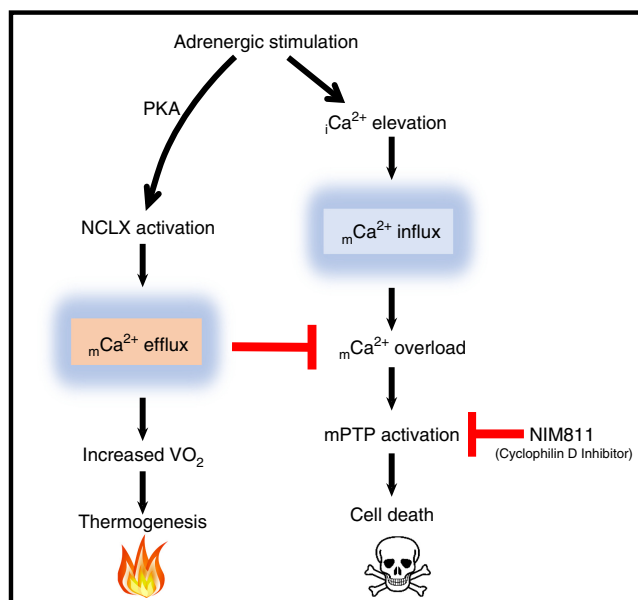 Adrenergic stimulation
PKA
iCa2+ elevation
NCLX activation
mCa2+ influx
mCa2+ efflux
mCa2+ overload
mPTP activation
NIM811
(Cyclophilin D Inhibitor)
Increased VO2
Thermogenesis
Cell death